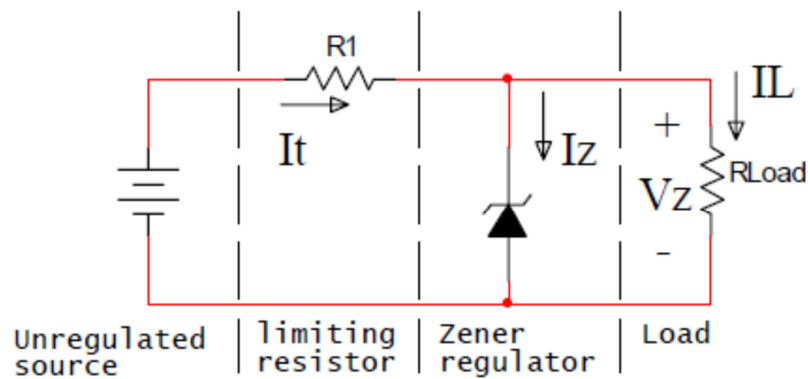 R1
It
Iz
IL
+
Vz
-
RLoad
Unregulated
source
limiting
resistor
Zener
regulator
Load